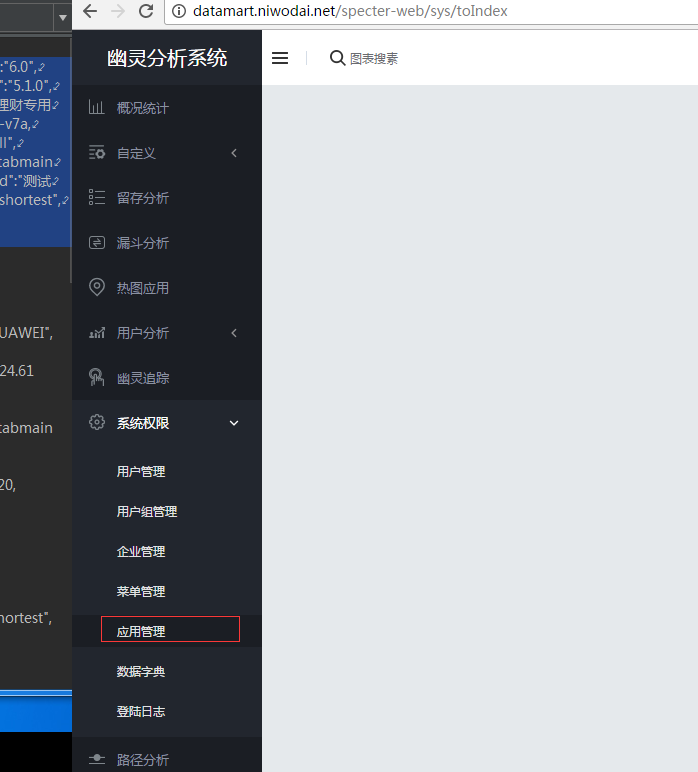 datamart.niwodai.net/specter-web/sys/toIndex
:"6.0",
":"5.1.0",
理财专用
-v7a,
ll",
tabmain
d":"测试
shortest",
UAWEI",
24.61
tabmain
20,
hortest",
幽灵分析系统
图表搜素
概况统计
自定义
留存分析
漏斗分析
热图应用
用户分析
幽灵追踪
系统权限
用户管理
用户组管理
企业管理
菜单管理
应用管理
数据字典
登陆日志
路径分析